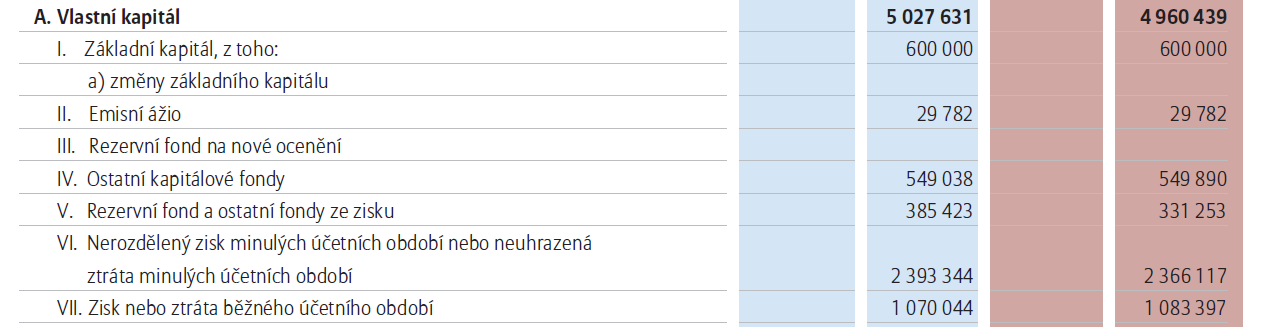 A. Vlastní kapitál 5 027 631 4 960 439
I. Základní kapitál, z toho: 600 000 600 000
a) změny základního kapitálu
II. Emisní ážio 29 782 29 782
III. Rezervní fond na nové ocenění
IV. Ostatní kapitálové fondy 549 038 549 890
V. Rezervní fond a ostatní fondy ze zisku 385 423 331 253
VI. Nerozdělený zisk minulých účetních období nebo neuhrazená
ztráta minulých účetních období 2 393 344 2 366 117
VII. Zisk nebo ztráta běžného účetního období 1 070 044 1 083 397